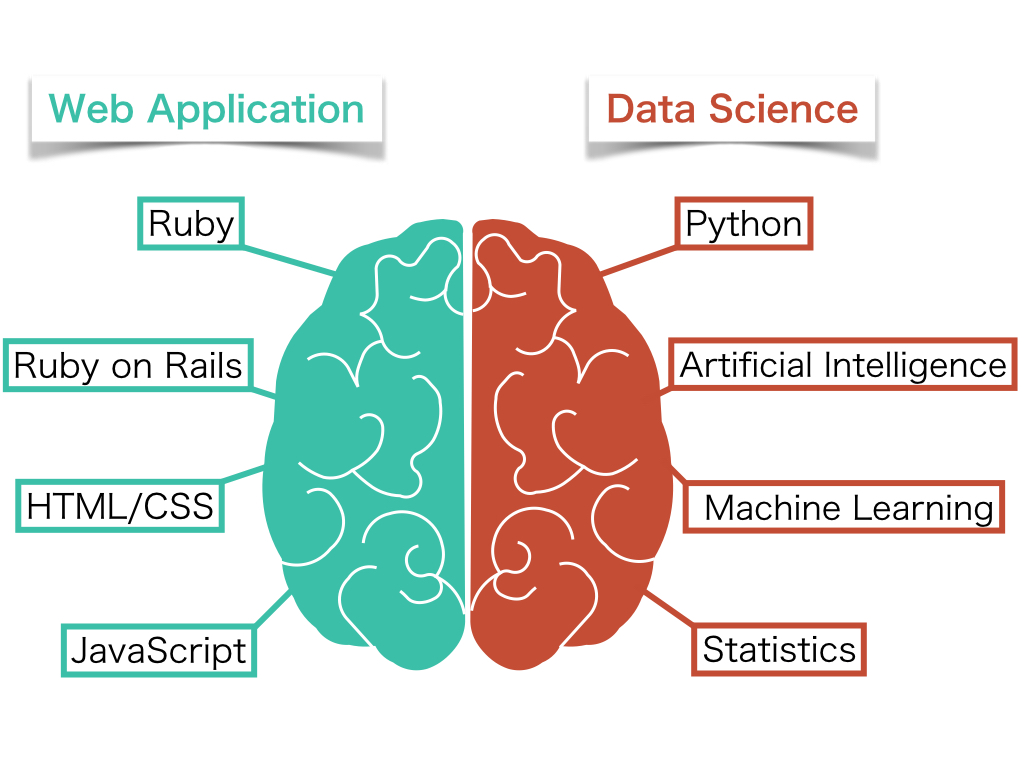 Web Application
Data Science
Ruby
Python
Ruby on Rails
Artificial Intelligence
HTML/CSS
Machine Learning
JavaScript
Statistics